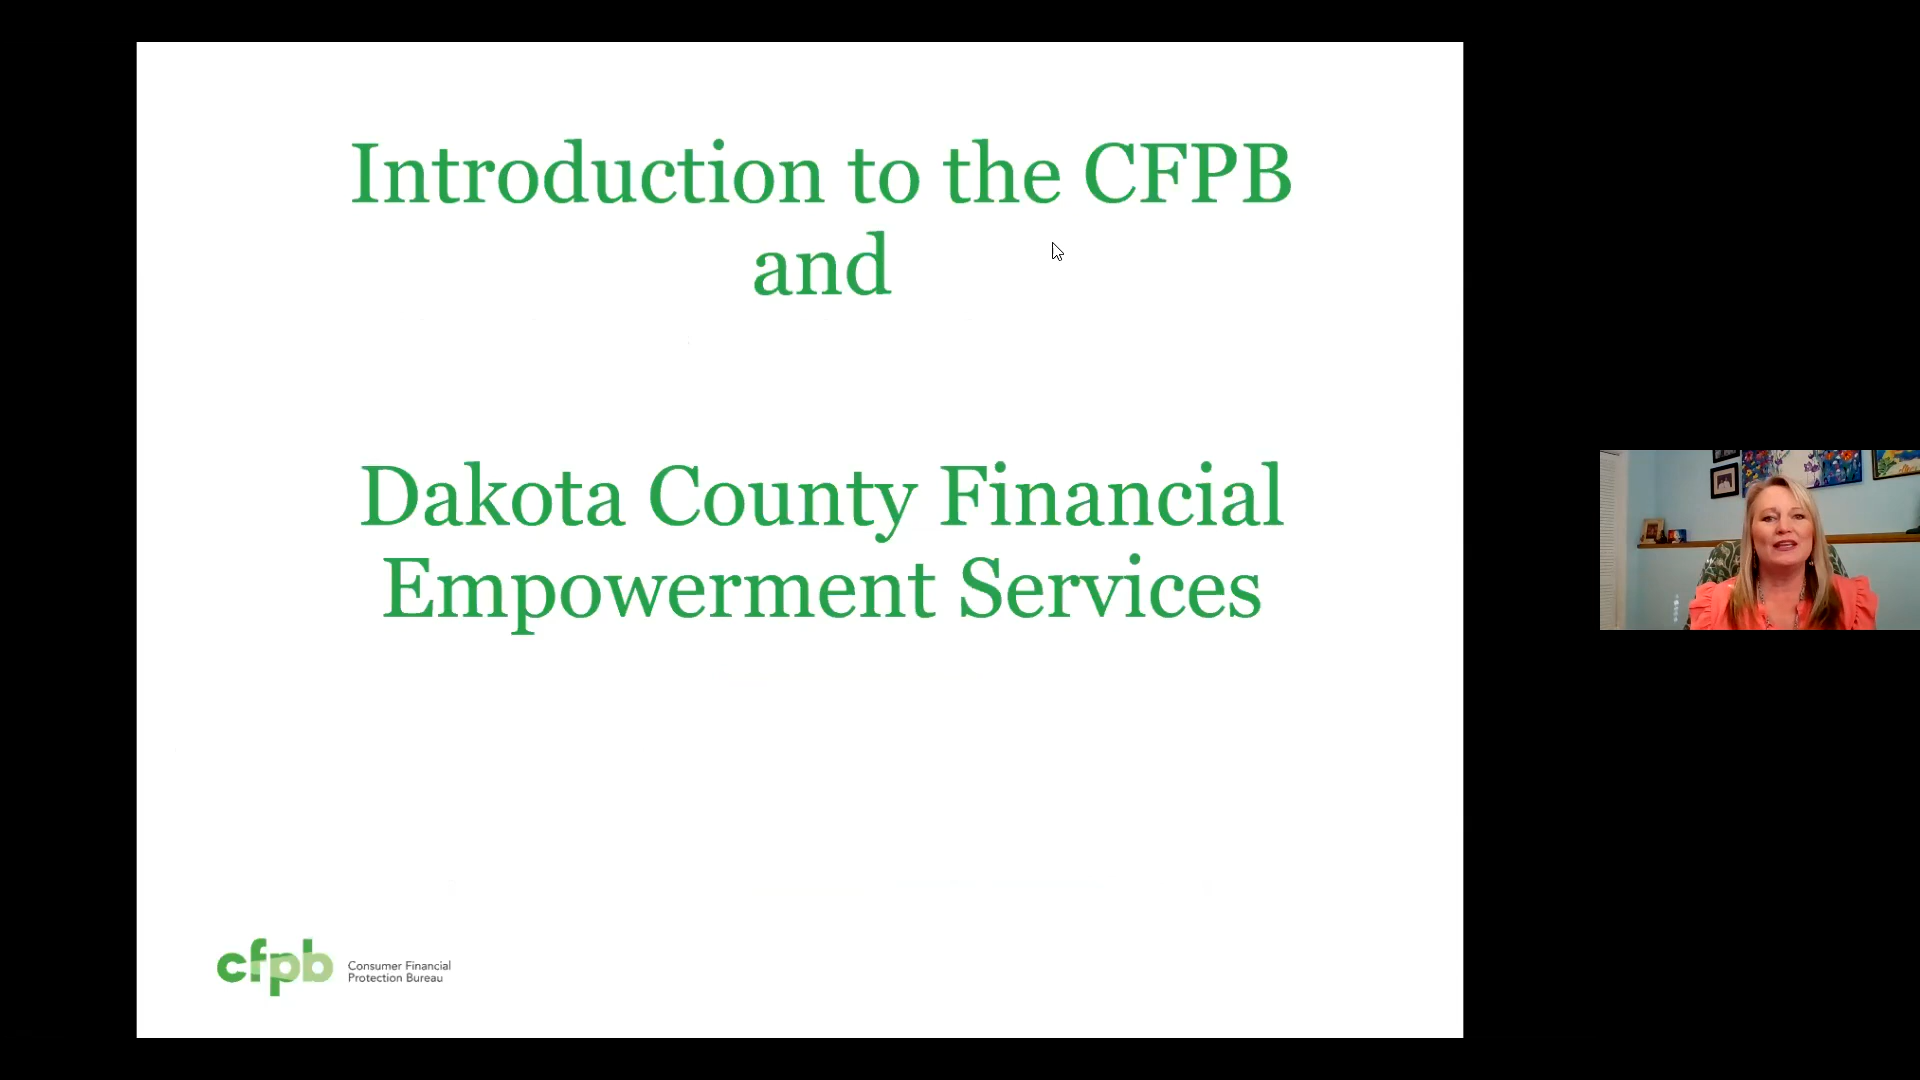 Introduction to the CFPB
and
Dakota County Financial
Empowerment Services
cfpb
Consumer Financial
Protection Bureau